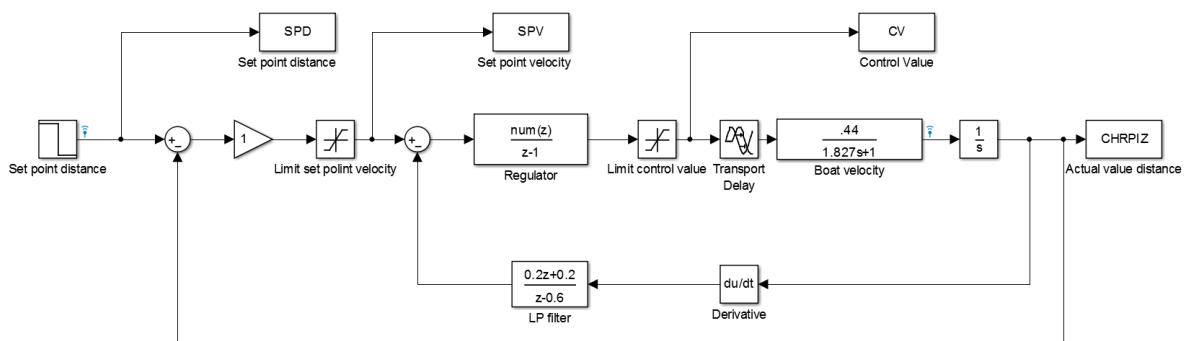 SPD
Set point distance
SPV
Set point velocity
CV
Control Value
Set point distance
+
−
1
Limit set polint velocity
+
−
num(z)
z-1
Regulator
Limit control value
Transport
Delay
.44
1.827s+1
Boat velocity
1
s
CHRPIZ
Actual value distance
0.2z+0.2
z-0.6
LP filter
du/dt
Derivative